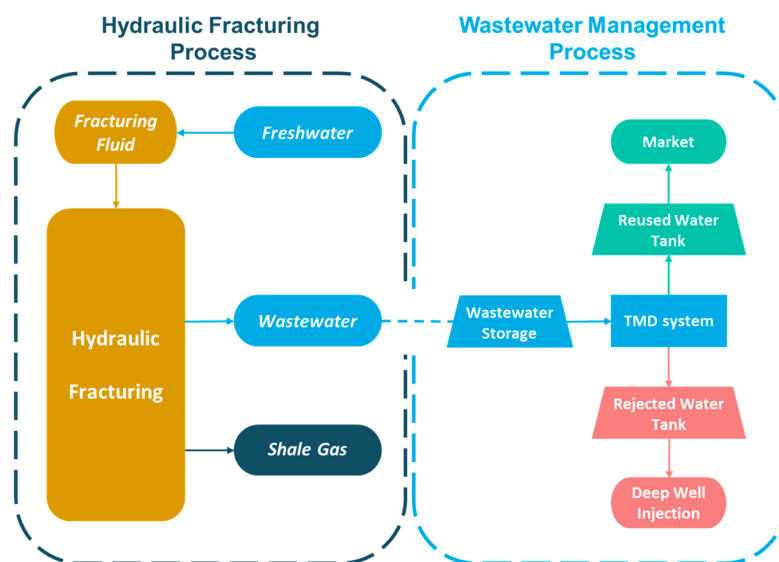 Hydraulic Fracturing
Process
Wastewater Management
Process
Fracturing
Fluid
Freshwater
Market
Reused Water
Tank
Hydraulic
Fracturing
Wastewater
Wastewater
Storage
TMD system
Rejected Water
Tank
Shale Gas
Deep Well
Injection